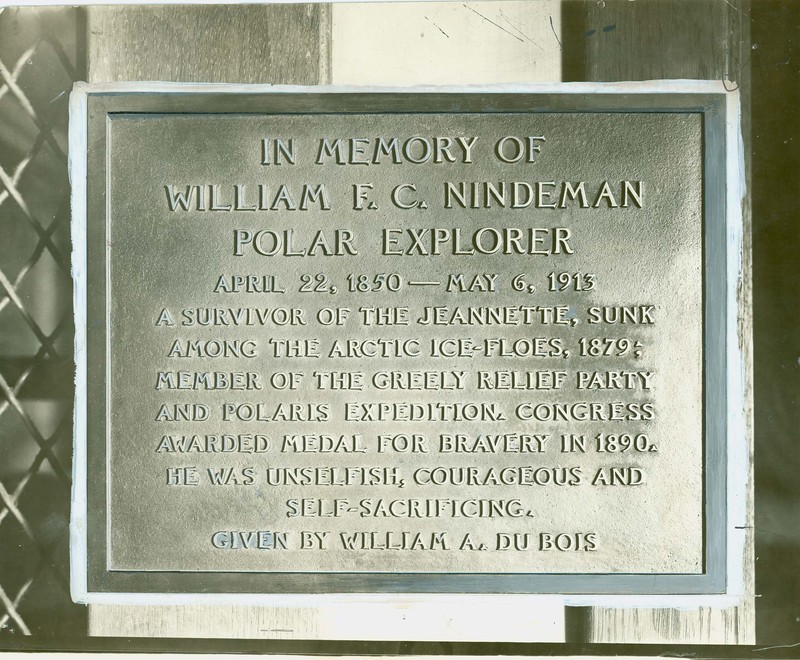 IN MEMORY OF
WILLIAM F. C. NINDEMAN
POLAR EXPLORER
APRIL 22, 1850 — MAY 6, 1913
A SURVIVOR OF THE JEANNETTE, SUNK
AMONG THE ARCTIC ICE-FLOES, 1879;
MEMBER OF THE GREELY RELIEF PARTY
AND POLARIS EXPEDITION. CONGRESS
AWARDED MEDAL FOR BRAVERY IN 1890.
HE WAS UNSELFISH, COURAGEOUS AND
SELF-SACRIFICING.
GIVEN BY WILLIAM A. DU BOIS